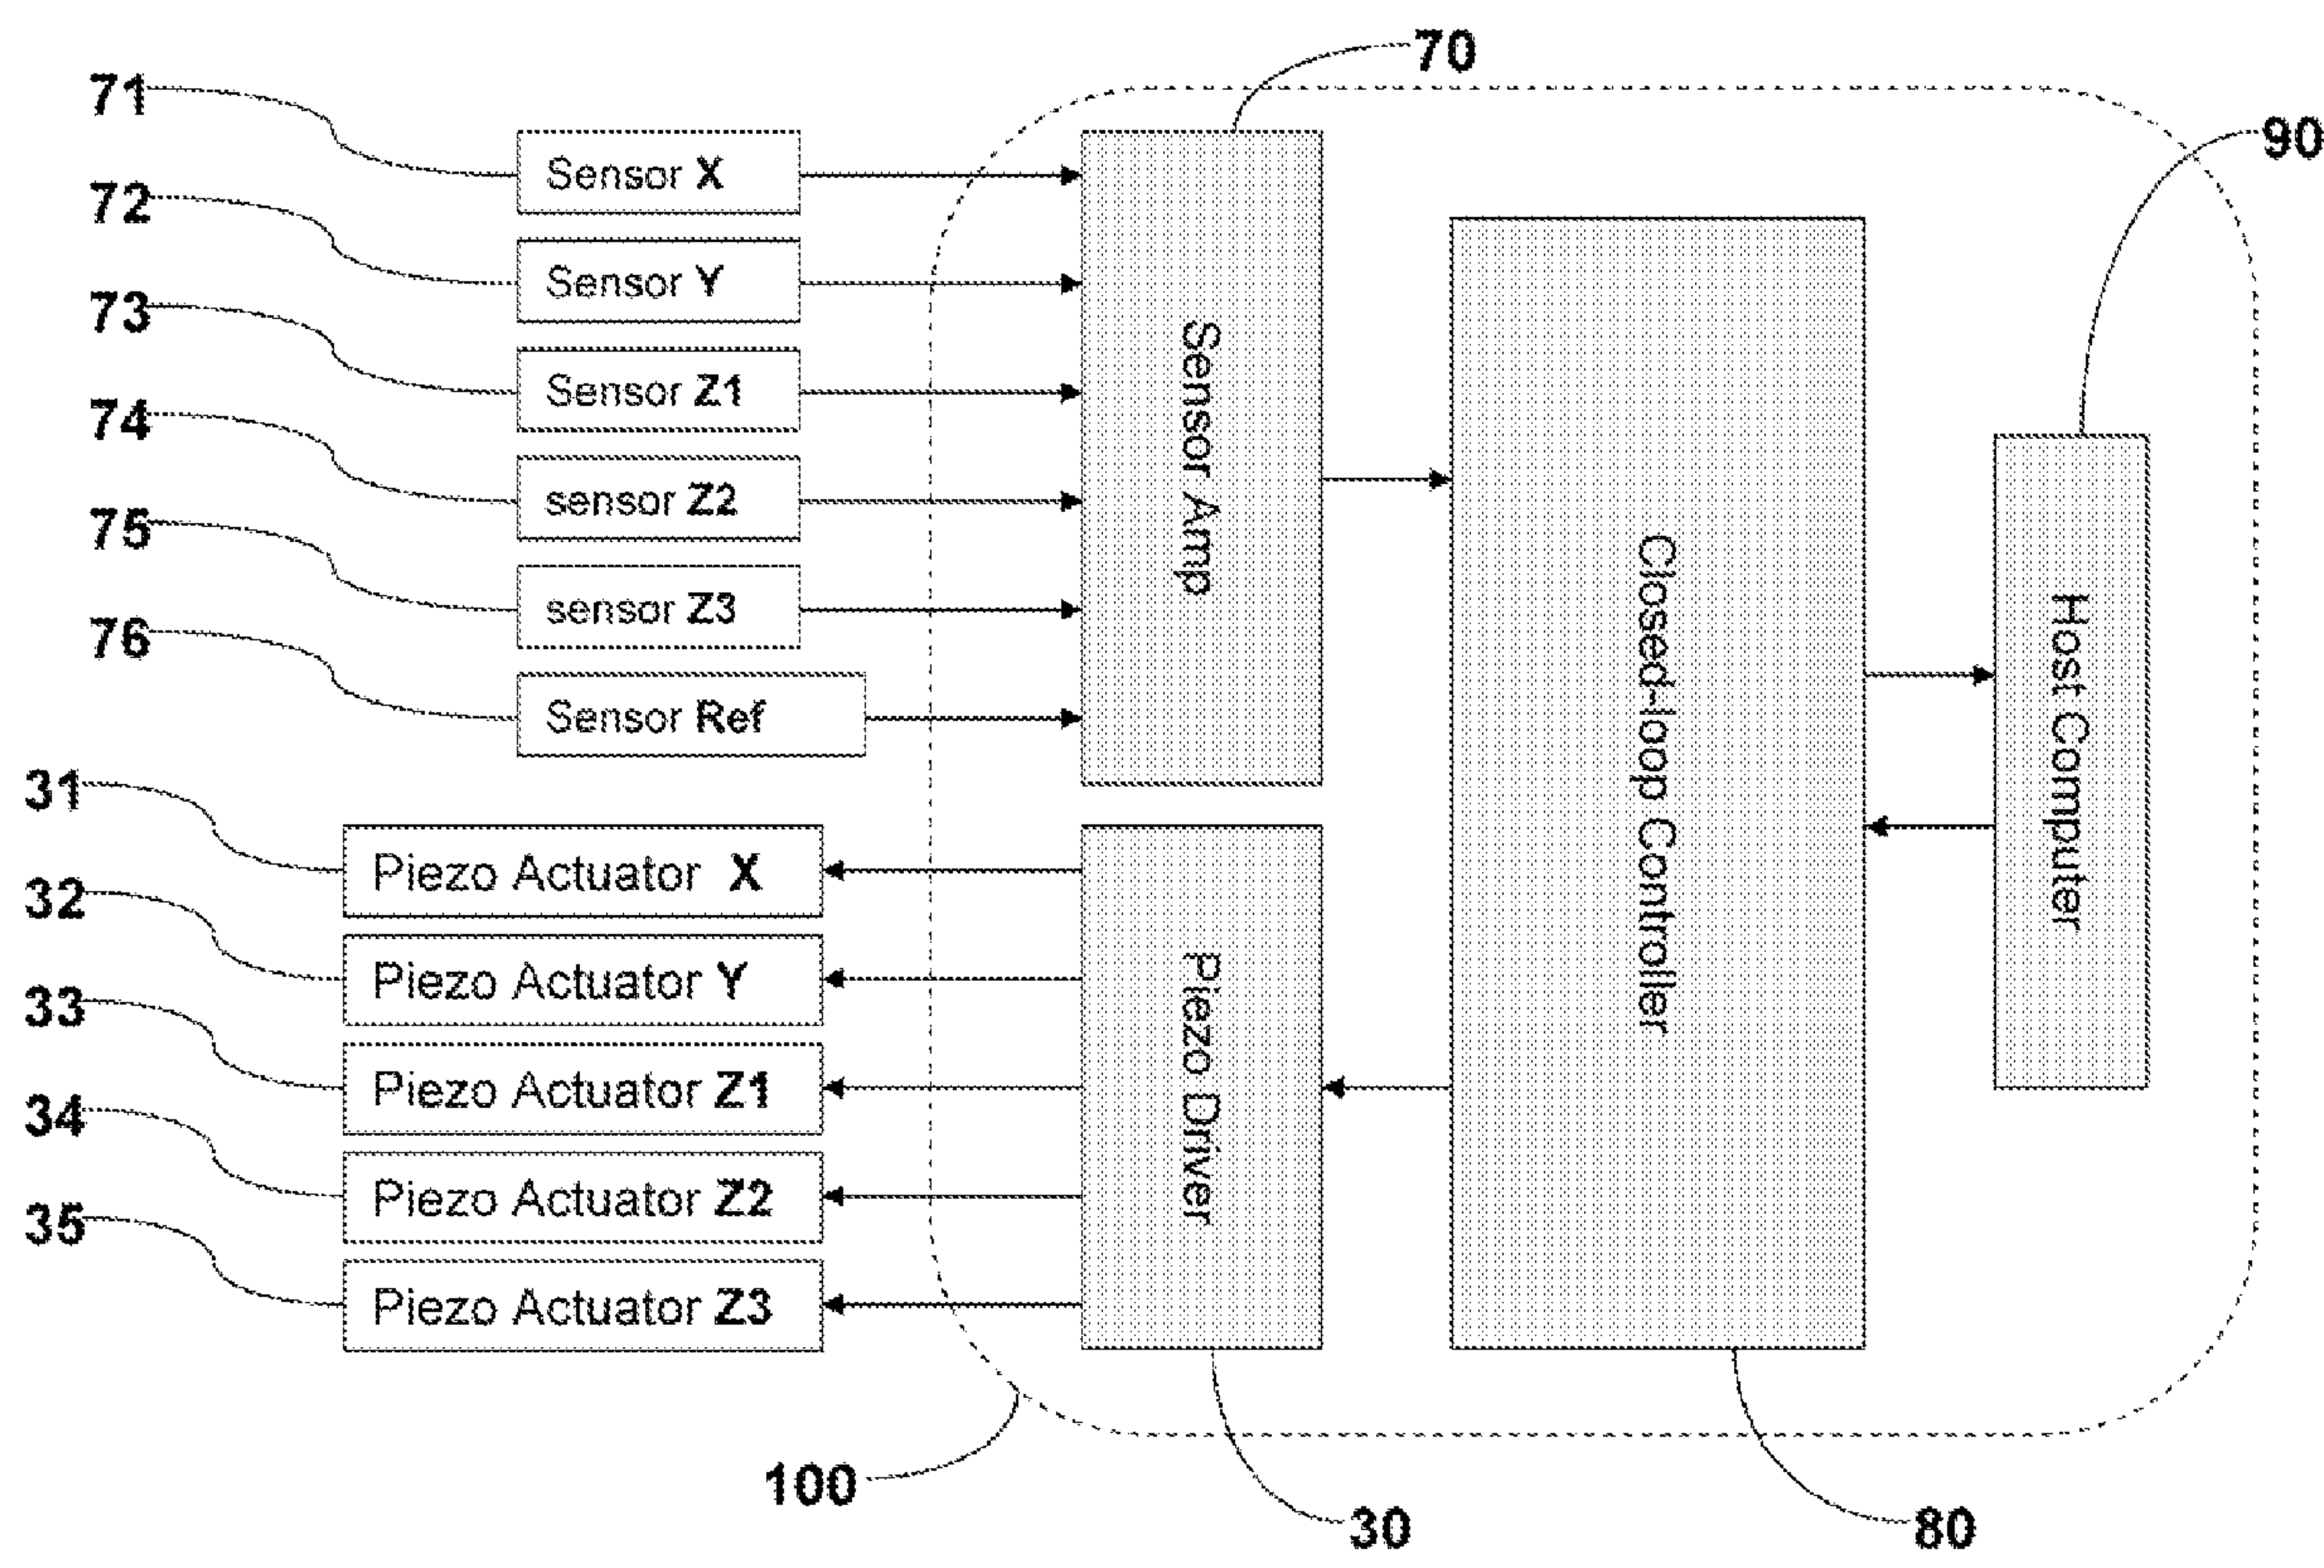 70
71
Sensor X
90
72
Sensor Y
73
Sensor Z1
74
sensor Z2
75
sensor Z3
76
Sensor Ref
Sensor Amp
Closed-loop Controller
Host Computer
31
Piezo Actuator X
32
Piezo Actuator Y
33
Piezo Actuator Z1
34
Piezo Actuator Z2
35
Piezo Actuator Z3
Piezo Driver
100
30
80